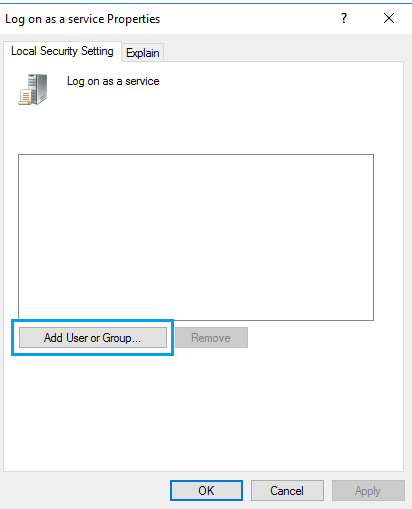 Log on as a service Properties
?
Local Security Setting
Explain
Log on as a service
Add User or Group...
Remove
OK
Cancel
Apply